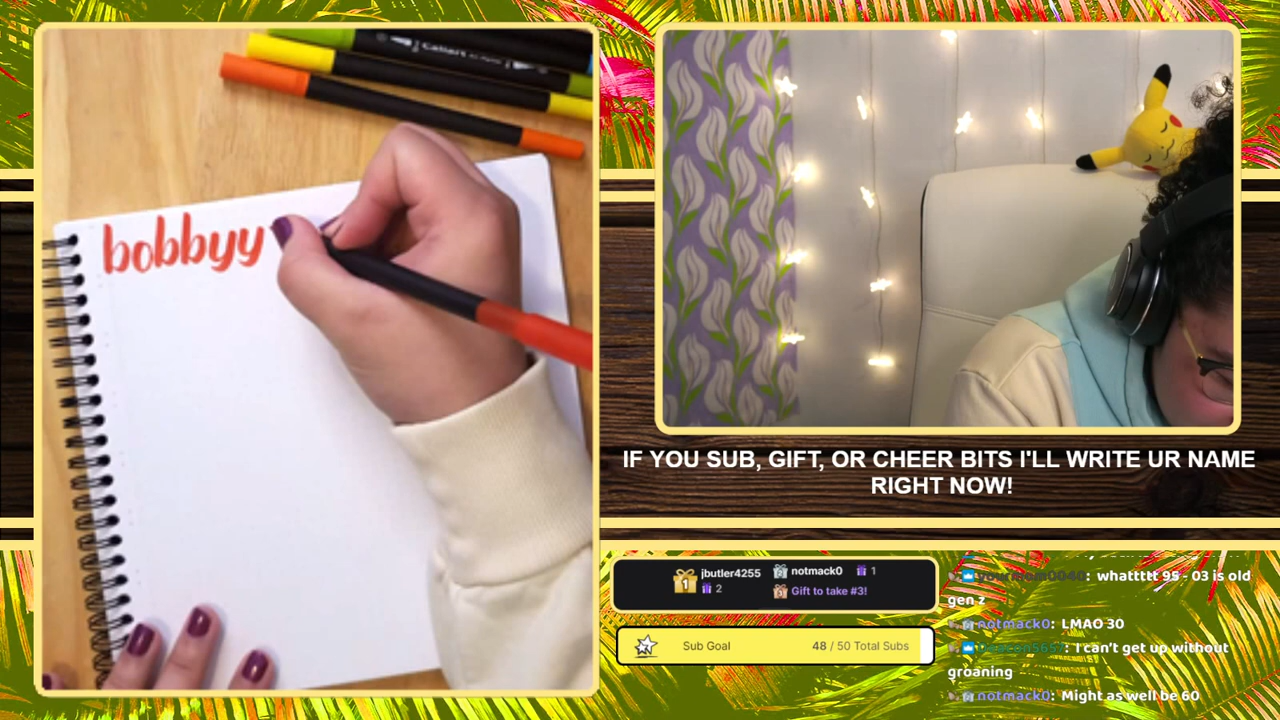 bobbyy
IF YOU SUB, GIFT, OR CHEER BITS I'LL WRITE UR NAME
RIGHT NOW!
1 jbutler4255
2
notmack0 1
Gift to take #3!
Sub Goal 48 / 50 Total Subs
whattttt 95 - 03 is old
gen z
notmack0: LMAO 30
I can't get up without
groaning
notmack0: Might as well be 60